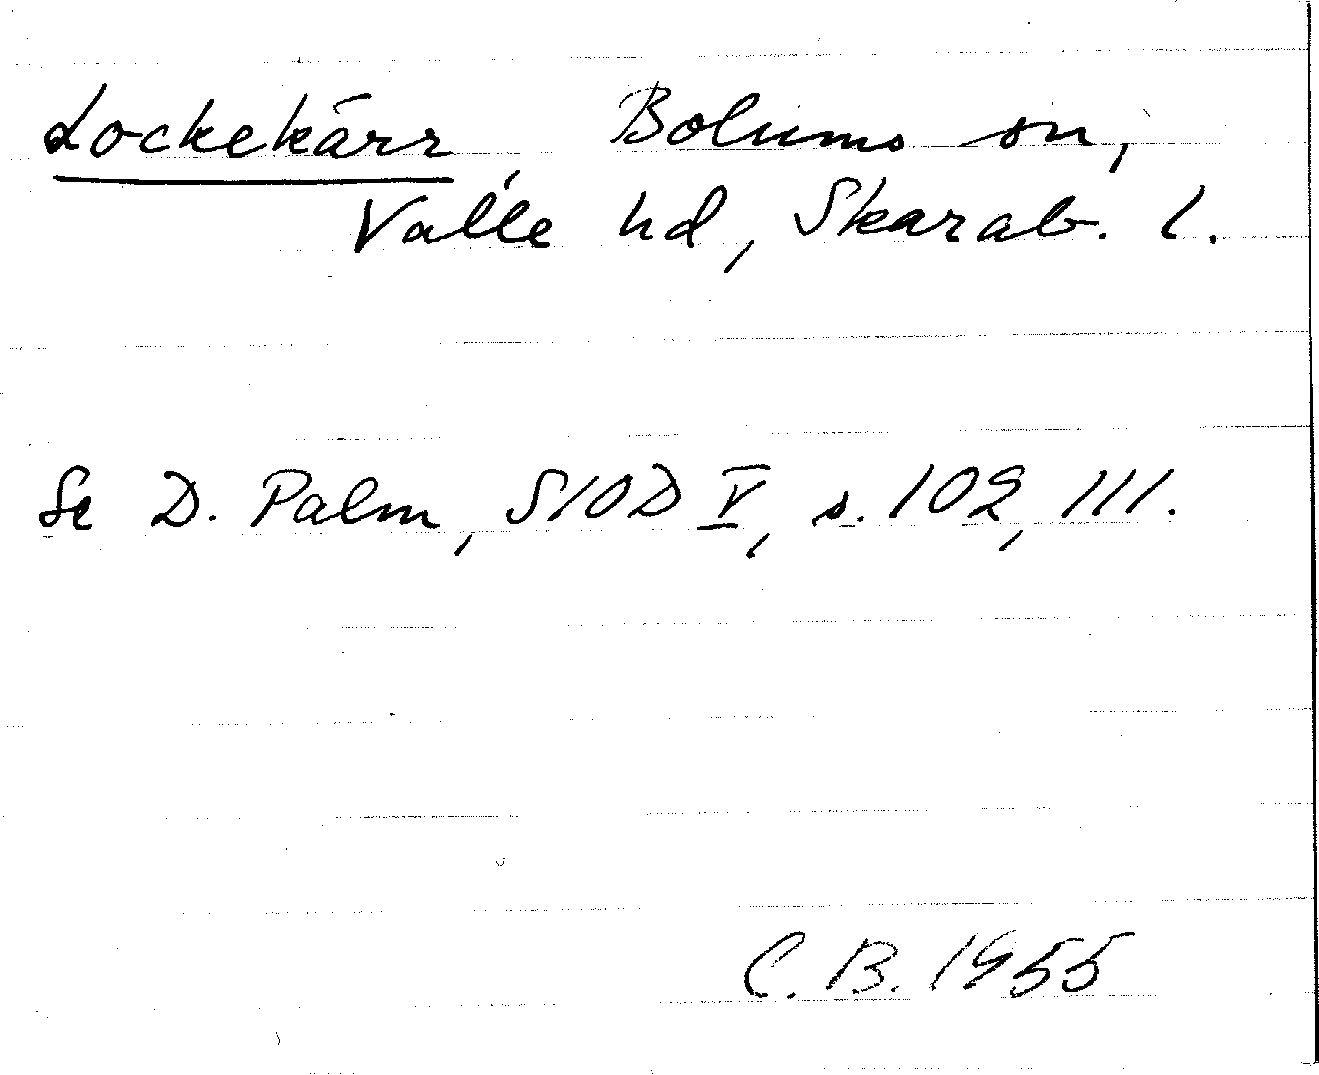 Lockekärr Bolums sn,
Valle hd, Skarab. l.
Se D. Palm, SIOD V, s. 102, 111.
C. B. 1955